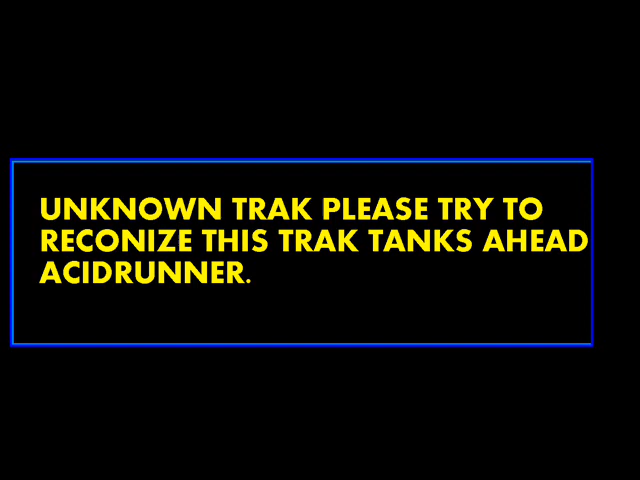 UNKNOWN TRAK PLEASE TRY TO
RECONIZE THIS TRAK TANKS AHEAD
ACIDRUNNER.